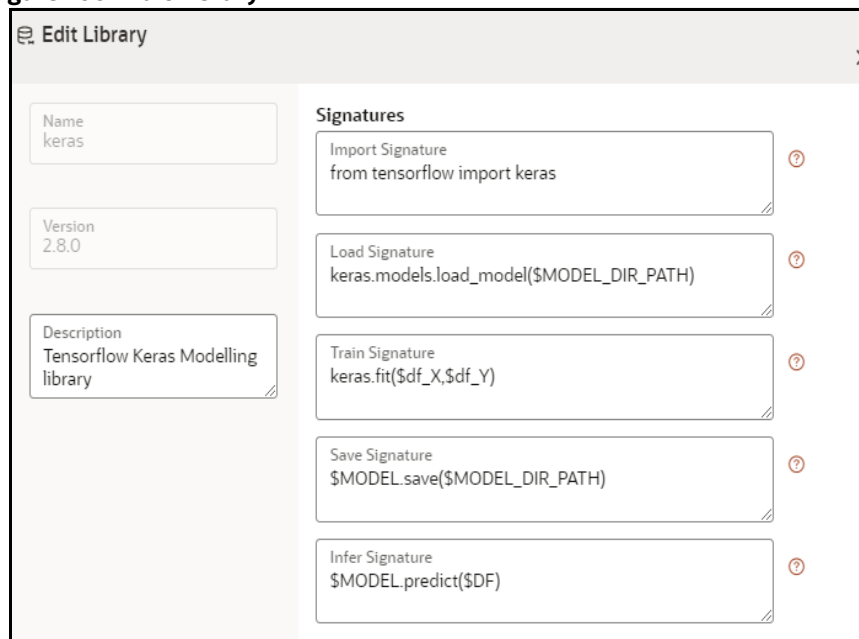 Edit Library
Name
keras
Version
2.8.0
Description
Tensorflow Keras Modelling
library
Signatures
Import Signature
from tensorflow import keras
Load Signature
keras.models.load_model($MODEL_DIR_PATH)
Train Signature
keras.fit($df_X,$df_Y)
Save Signature
$MODEL.save($MODEL_DIR_PATH)
Infer Signature
$MODEL.predict($DF)